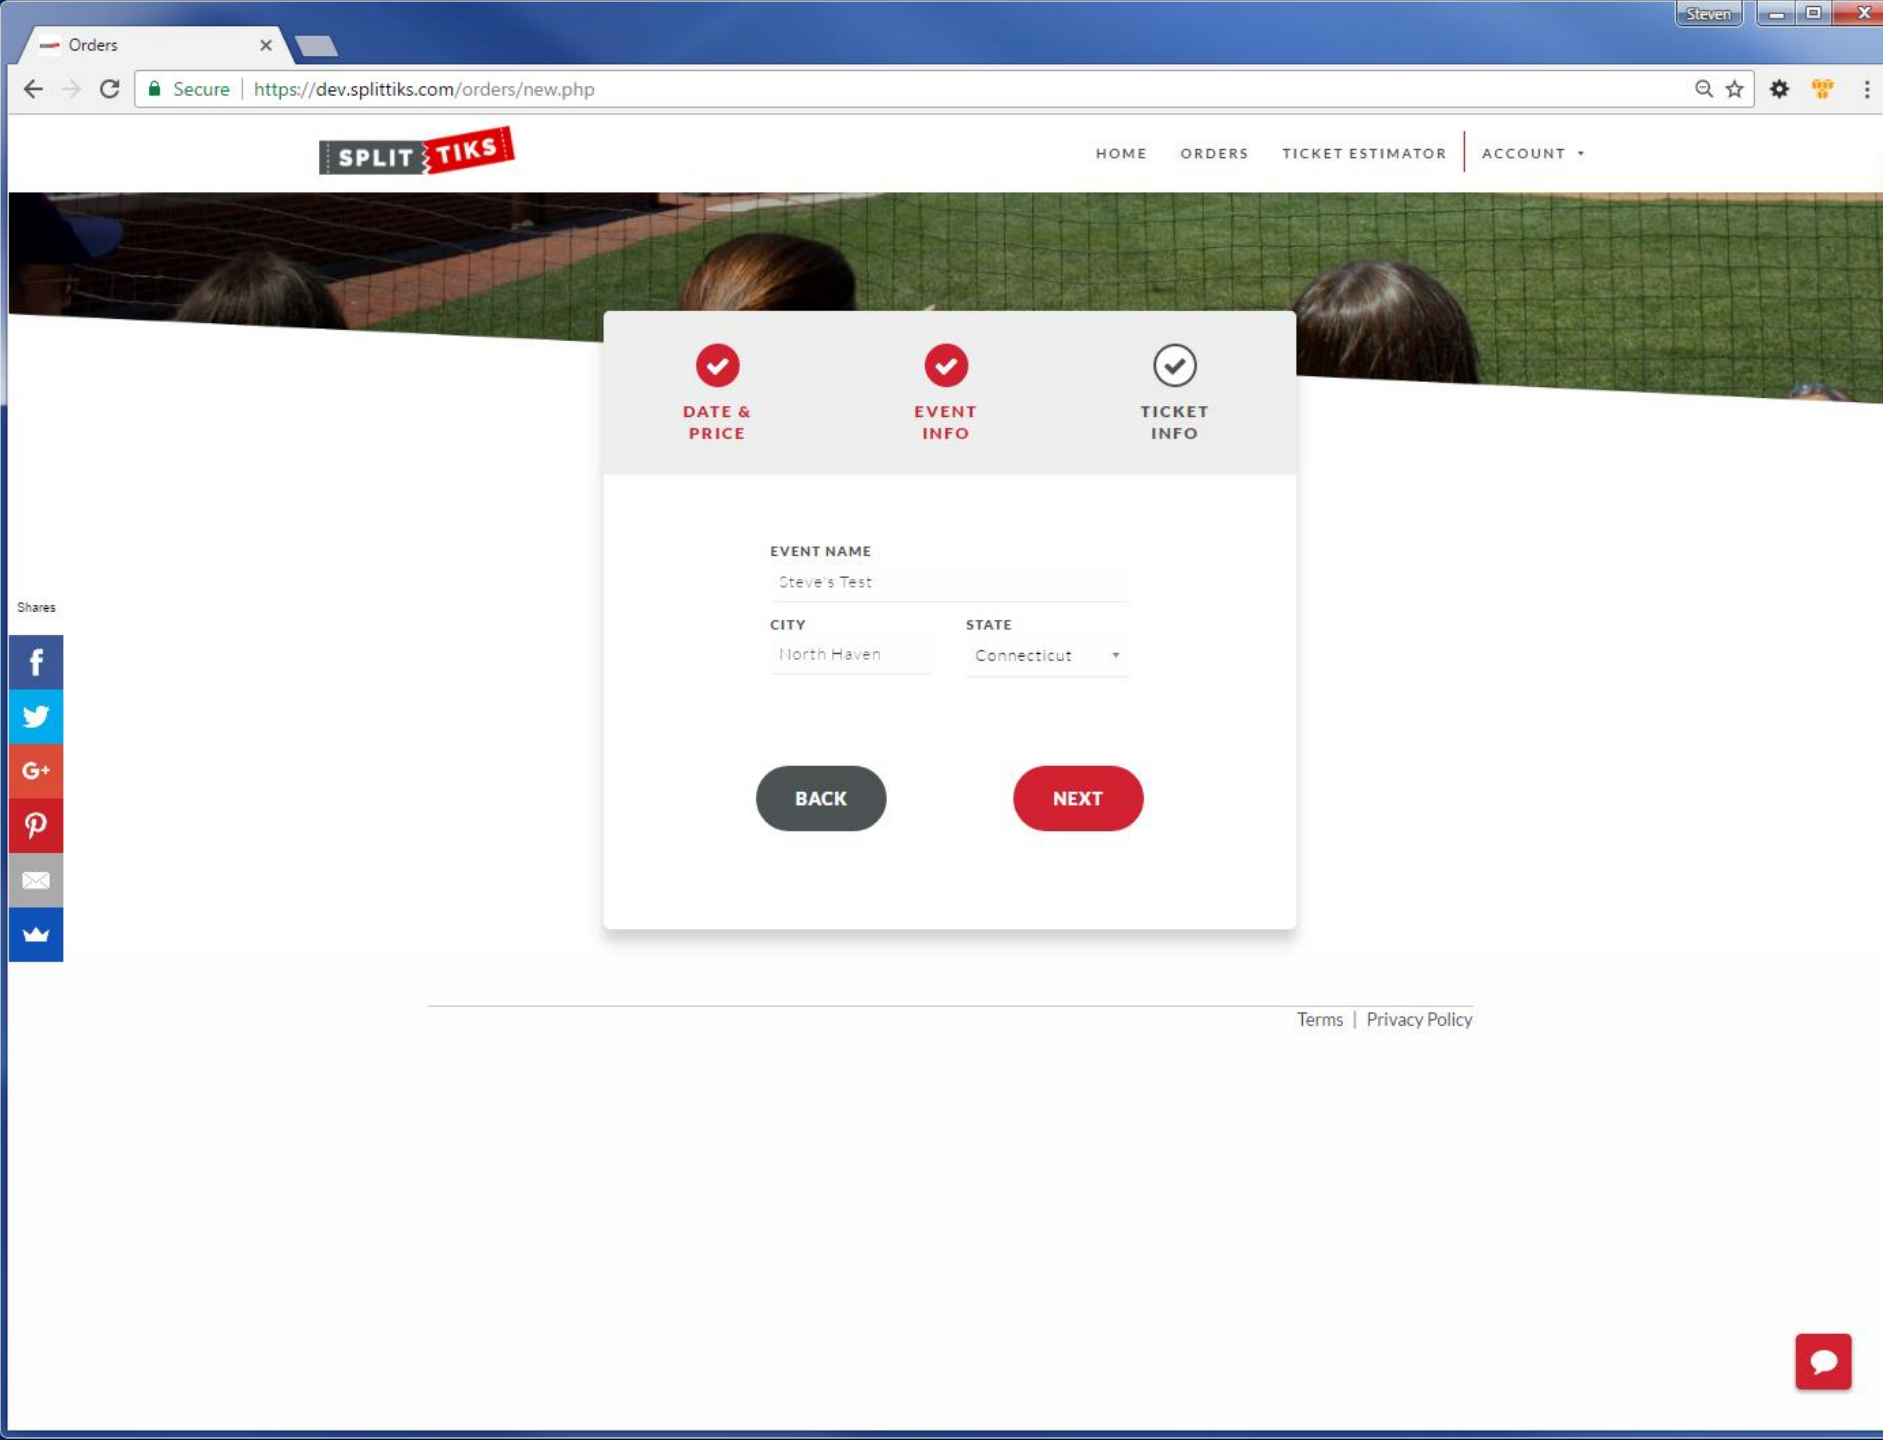 Steven
Orders
Secure | https://dev.splittiks.com/orders/new.php
SPLIT TIKS
HOME ORDERS TICKET ESTIMATOR ACCOUNT
DATE & PRICE
EVENT INFO
TICKET INFO
EVENT NAME
Steve's Test
CITY STATE
North Haven Connecticut
Shares
BACK NEXT
Terms | Privacy Policy